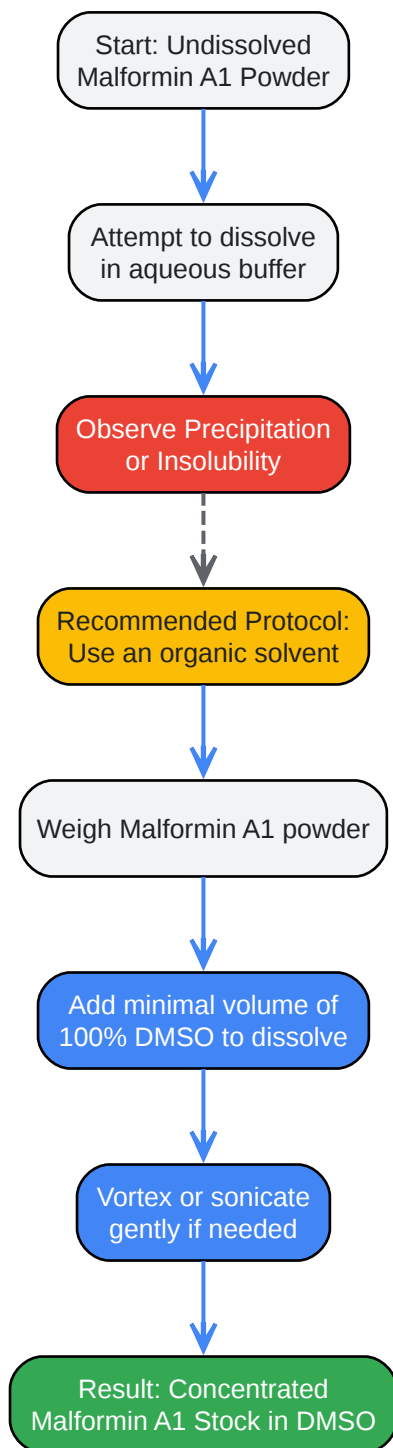 Start: Undissolved
Malformin A1 Powder
Attempt to dissolve
in aqueous buffer
Observe Precipitation
or Insolubility
Recommended Protocol:
Use an organic solvent
Weigh Malformin A1 powder
Add minimal volume of
100% DMSO to dissolve
Vortex or sonicate
gently if needed
Result: Concentrated
Malformin A1 Stock in DMSO